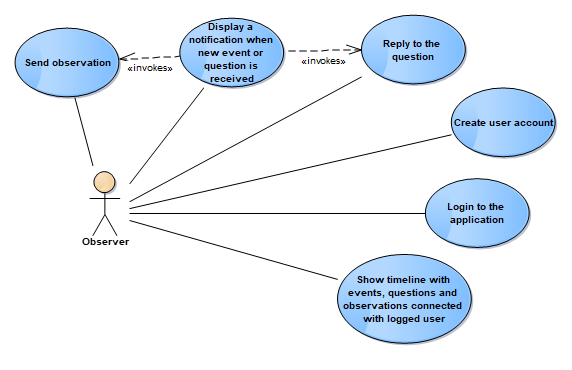 Send observation
Display a
notification when
new event or
question is
received
Reply to the
question
«invokes»
«invokes»
Create user account
Login to the
application
Observer
Show timeline with
events, questions and
observations connected
with logged user